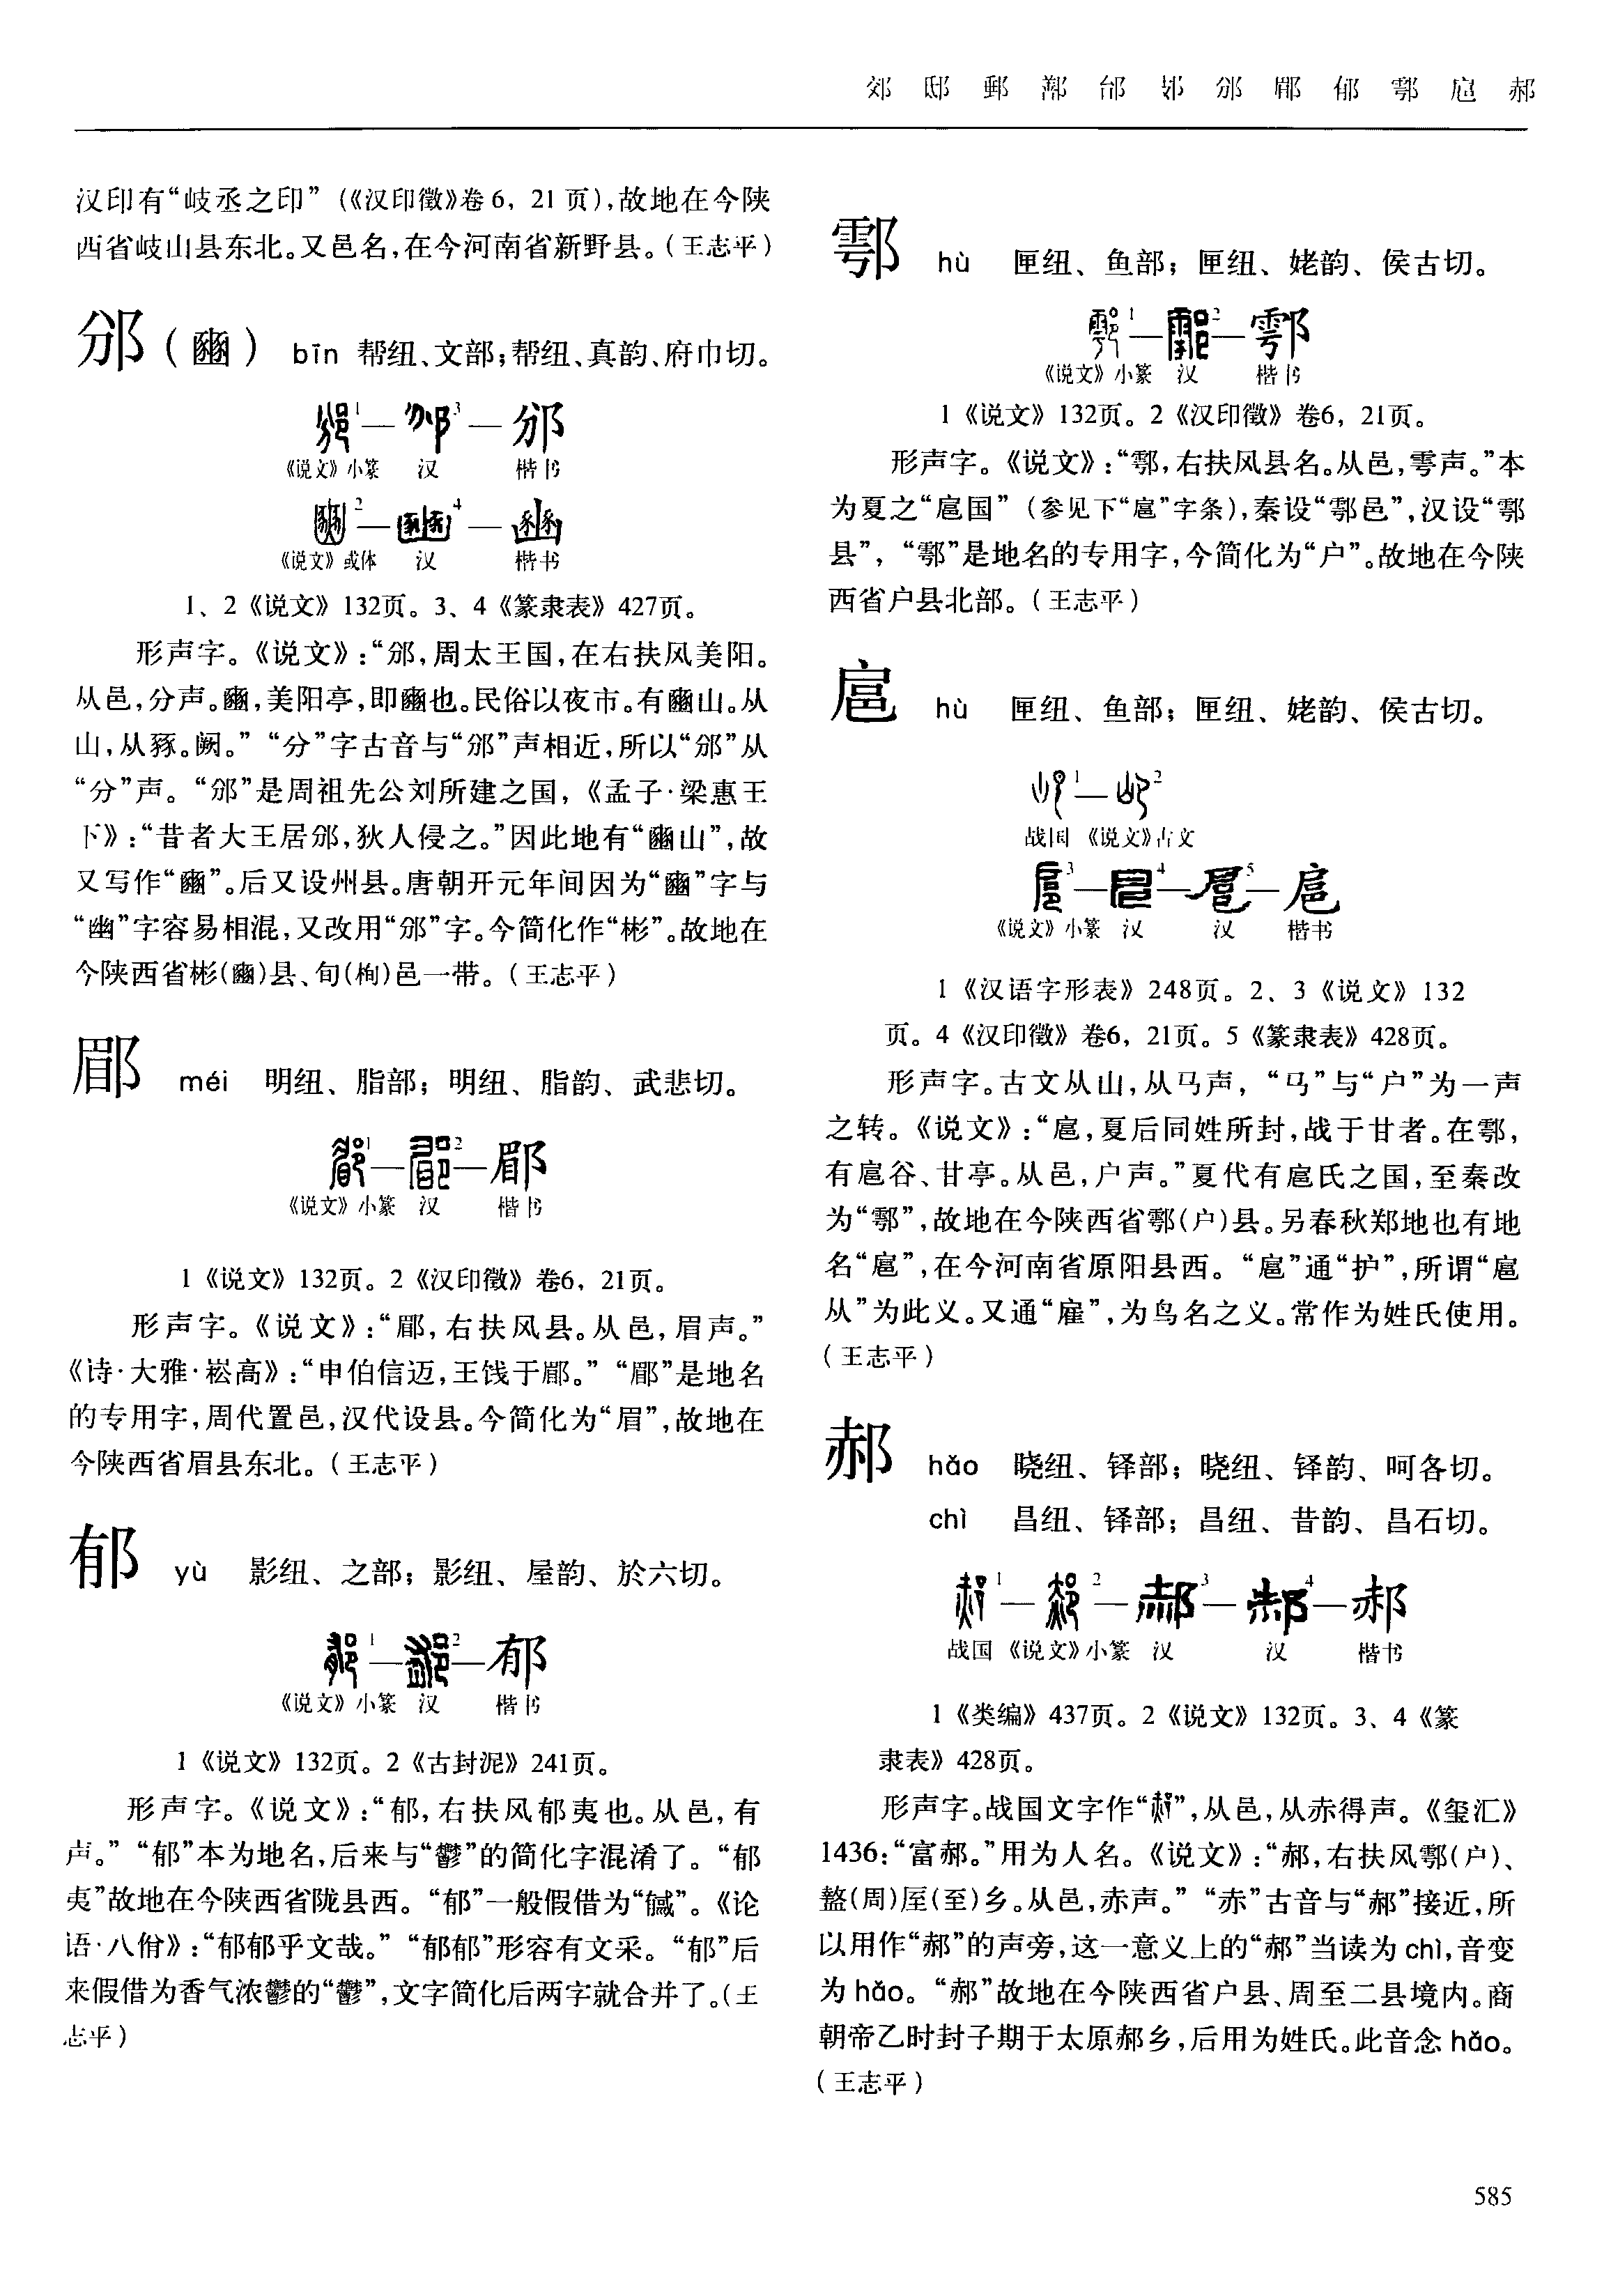 郊 邸 郵 鄁 邰 邿 邠 郿 郁 鄠 扈 郝
汉印有“岐丞之印”(《汉印徵》卷6,21页),故地在今陕
西省岐山县东北。又邑名,在今河南省新野县。(王志平)
邠(豳) bīn 帮纽、文部;帮纽、真韵、府巾切。
1 — 3 — 邠
《说文》小篆 汉 楷书
2 — 4 — 豳
《说文》或体 汉 楷书
1、2《说文》132页。3、4《篆隶表》427页。
形声字。《说文》:“邠,周太王国,在右扶风美阳。
从邑,分声。豳,美阳亭,即豳也。民俗以夜市。有豳山。从
山,从豩。阙。”“分”字古音与“邠”声相近,所以“邠”从
“分”声。“邠”是周祖先公刘所建之国,《孟子·梁惠王
下》:“昔者大王居邠,狄人侵之。”因此地有“豳山”,故
又写作“豳”。后又设州县。唐朝开元年间因为“豳”字与
“幽”字容易相混,又改用“邠”字。今简化作“彬”。故地在
今陕西省彬(豳)县、旬(栒)邑一带。(王志平)
郿 méi 明纽、脂部;明纽、脂韵、武悲切。
1 — 2 — 郿
《说文》小篆 汉 楷书
1《说文》132页。2《汉印徵》卷6,21页。
形声字。《说文》:“郿,右扶风县。从邑,眉声。”
《诗·大雅·崧高》:“申伯信迈,王饯于郿。”“郿”是地名
的专用字,周代置邑,汉代设县。今简化为“眉”,故地在
今陕西省眉县东北。(王志平)
郁 yù 影纽、之部;影纽、屋韵、於六切。
1 — 2 — 郁
《说文》小篆 汉 楷书
1《说文》132页。2《古封泥》241页。
形声字。《说文》:“郁,右扶风郁夷也。从邑,有
声。”“郁”本为地名,后来与“鬱”的简化字混淆了。“郁
夷”故地在今陕西省陇县西。“郁”一般假借为“䤋”。《论
语·八佾》:“郁郁乎文哉。”“郁郁”形容有文采。“郁”后
来假借为香气浓鬱的“鬱”,文字简化后两字就合并了。(王
志平)
鄠 hù 匣纽、鱼部;匣纽、姥韵、侯古切。
1 — 2 — 鄠
《说文》小篆 汉 楷书
1《说文》132页。2《汉印徵》卷6,21页。
形声字。《说文》:“鄠,右扶风县名。从邑,雩声。”本
为夏之“扈国”(参见下“扈”字条),秦设“鄠邑”,汉设“鄠
县”,“鄠”是地名的专用字,今简化为“户”。故地在今陕
西省户县北部。(王志平)
扈 hù 匣纽、鱼部;匣纽、姥韵、侯古切。
1 — 2
战国 《说文》古文
3 — 4 — 5 — 扈
《说文》小篆 汉 汉 楷书
1《汉语字形表》248页。2、3《说文》132
页。4《汉印徵》卷6,21页。5《篆隶表》428页。
形声字。古文从山,从马声,“马”与“户”为一声
之转。《说文》:“扈,夏后同姓所封,战于甘者。在鄠,
有扈谷、甘亭。从邑,户声。”夏代有扈氏之国,至秦改
为“鄠”,故地在今陕西省鄠(户)县。另春秋郑地也有地
名“扈”,在今河南省原阳县西。“扈”通“护”,所谓“扈
从”为此义。又通“雇”,为鸟名之义。常作为姓氏使用。
(王志平)
郝 hǎo 晓纽、铎部;晓纽、铎韵、呵各切。
chì 昌纽、铎部;昌纽、昔韵、昌石切。
1 — 2 — 3 — 4 — 郝
战国 《说文》小篆 汉 汉 楷书
1《类编》437页。2《说文》132页。3、4《篆
隶表》428页。
形声字。战国文字作“”,从邑,从赤得声。《玺汇》
1436:“富郝。”用为人名。《说文》:“郝,右扶风鄠(户)、
盩(周)厔(至)乡。从邑,赤声。”“赤”古音与“郝”接近,所
以用作“郝”的声旁,这一意义上的“郝”当读为 chì,音变
为 hǎo。“郝”故地在今陕西省户县、周至二县境内。商
朝帝乙时封子期于太原郝乡,后用为姓氏。此音念 hǎo。
(王志平)
585